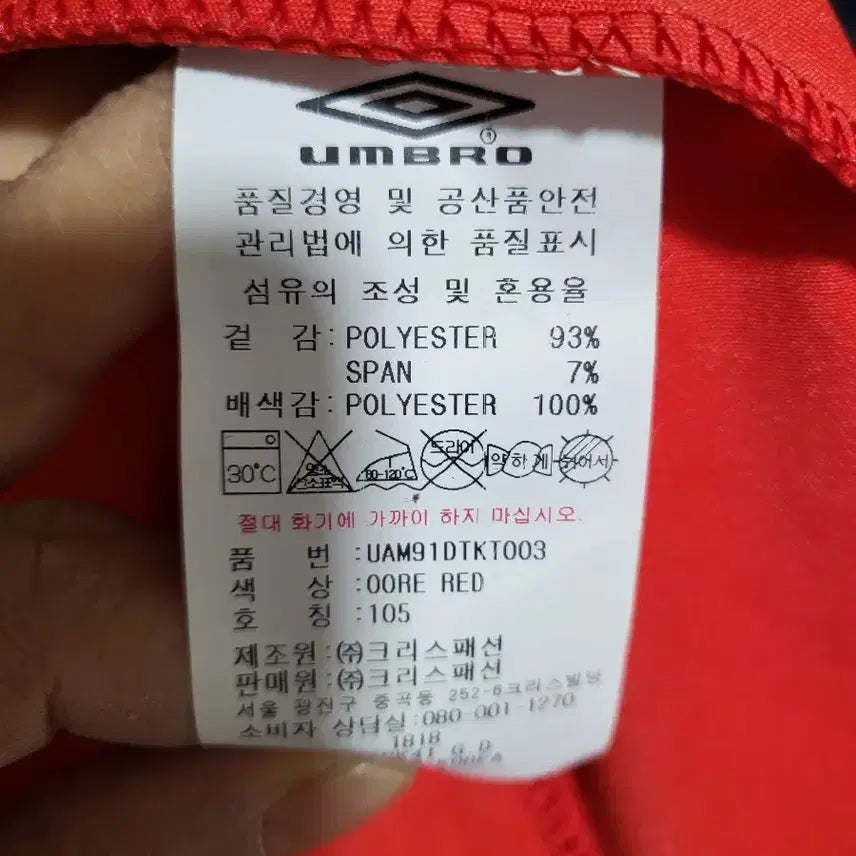 UMBRO
품질경영 및 공산품안전
관리법에 의한 품질표시
섬유의 조성 및 혼용율
겉 감: POLYESTER 93%
SPAN 7%
배색감: POLYESTER 100%
30°C 80-120°C 드라이 약하게 뉘어서
절대 화기에 가까이 하지 마십시오.
품 번 :UAM91DTKT003
색 상 :00RE RED
호 칭 :105
제조원 :㈜크리스패션
판매원 :㈜크리스패션
서울 광진구 중곡동 252-6크리스빌딩
소비자 상담실:080-001-1270
1818
G.D